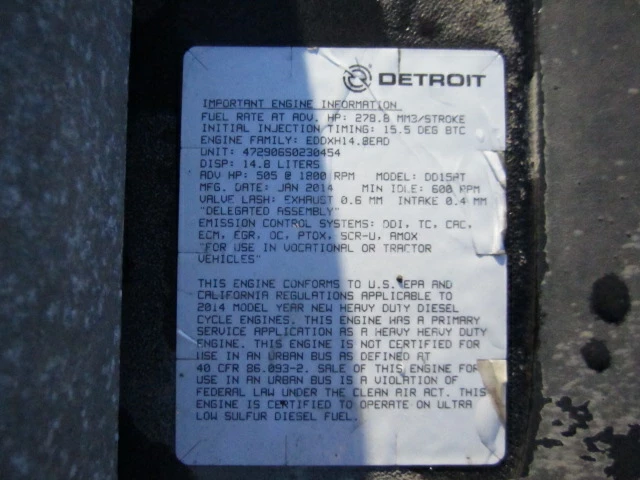 DETROIT
IMPORTANT ENGINE INFORMATION
FUEL RATE AT ADV. HP: 278.8 MM3/STROKE
INITIAL INJECTION TIMING: 15.5 DEG BTC
ENGINE FAMILY: EDDXH14.8EAD
UNIT: 472906S0230454
DISP: 14.8 LITERS
ADV HP: 505 @ 1800 RPM MODEL: DD15AT
MFG. DATE: JAN 2014 MIN IDLE: 600 RPM
VALVE LASH: EXHAUST 0.6 MM INTAKE 0.4 MM
"DELEGATED ASSEMBLY"
EMISSION CONTROL SYSTEMS: DDI, TC, CAC,
ECM, EGR, OC, PTOX, SCR-U, AMOX
"FOR USE IN VOCATIONAL OR TRACTOR
VEHICLES"
THIS ENGINE CONFORMS TO U.S. EPA AND
CALIFORNIA REGULATIONS APPLICABLE TO
2014 MODEL YEAR NEW HEAVY DUTY DIESEL
CYCLE ENGINES. THIS ENGINE HAS A PRIMARY
SERVICE APPLICATION AS A HEAVY HEAVY DUTY
ENGINE. THIS ENGINE IS NOT CERTIFIED FOR
USE IN AN URBAN BUS AS DEFINED AT
40 CFR 86.093-2. SALE OF THIS ENGINE FOR
USE IN AN URBAN BUS IS A VIOLATION OF
FEDERAL LAW UNDER THE CLEAN AIR ACT. THIS
ENGINE IS CERTIFIED TO OPERATE ON ULTRA
LOW SULFUR DIESEL FUEL.